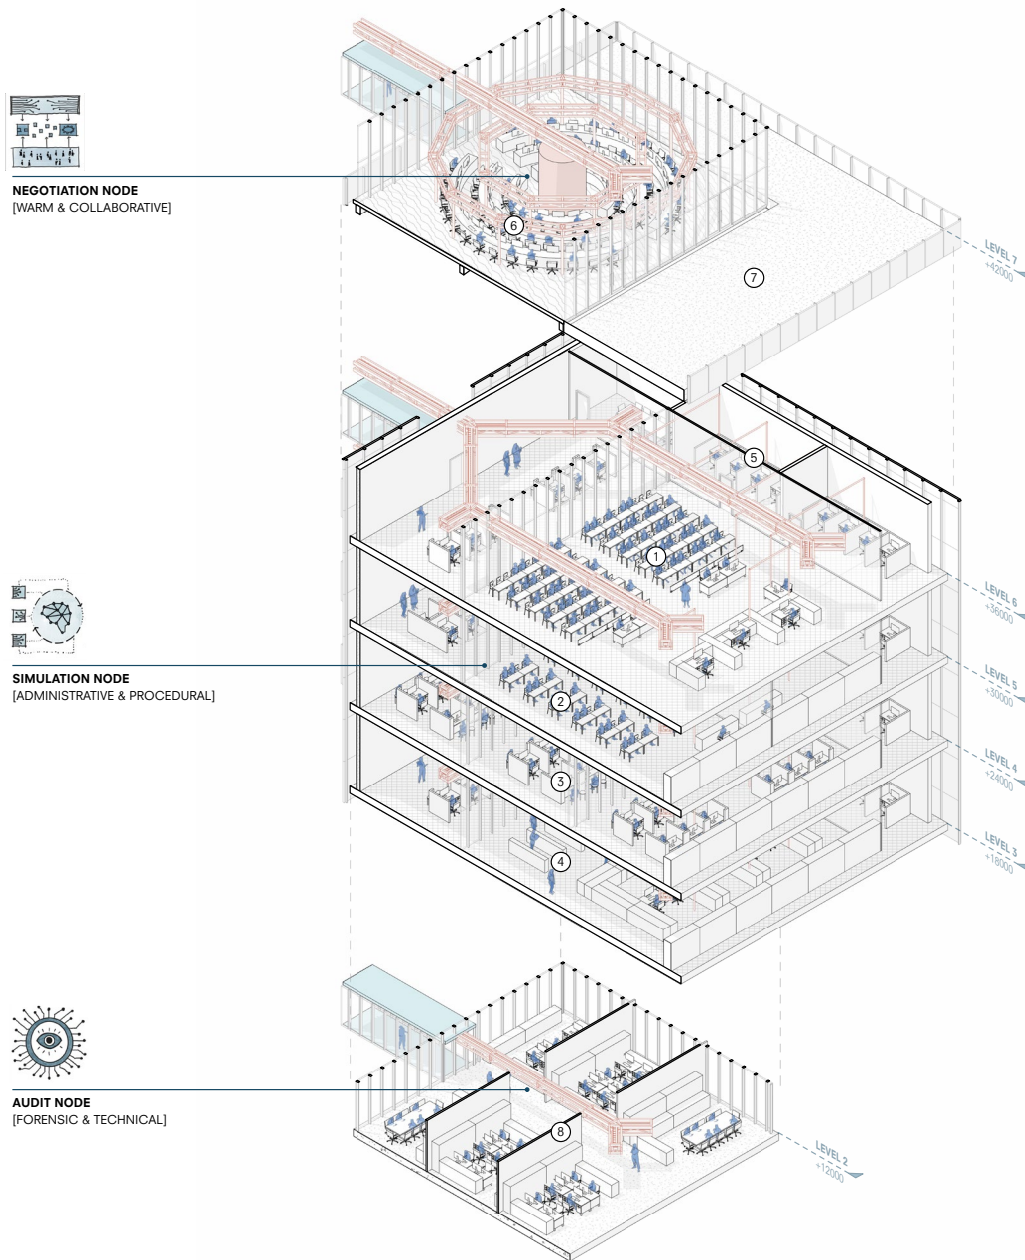 NEGOTIATION NODE
[WARM & COLLABORATIVE]
6
7
LEVEL 7
+42000
5
1
LEVEL 6
+36000
SIMULATION NODE
[ADMINISTRATIVE & PROCEDURAL]
2
LEVEL 5
+30000
3
LEVEL 4
+24000
4
LEVEL 3
+18000
AUDIT NODE
[FORENSIC & TECHNICAL]
8
LEVEL 2
+12000